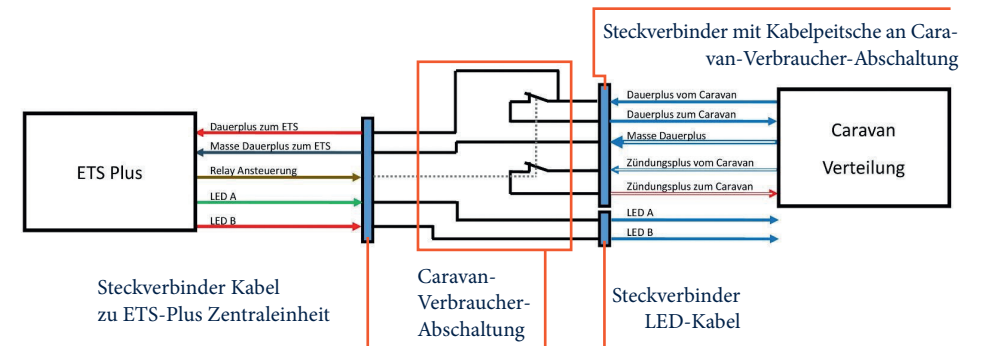 Steckverbinder mit Kabelpeitsche an Cara-
van-Verbraucher-Abschaltung
ETS Plus
Dauerplus zum ETS
Masse Dauerplus zum ETS
Relay Ansteuerung
LED A
LED B
Dauerplus vom Caravan
Dauerplus zum Caravan
Masse Dauerplus
Zündungsplus vom Caravan
Zündungsplus zum Caravan
LED A
LED B
Caravan
Verteilung
Steckverbinder Kabel
zu ETS-Plus Zentraleinheit
Caravan-
Verbraucher-
Abschaltung
Steckverbinder
LED-Kabel